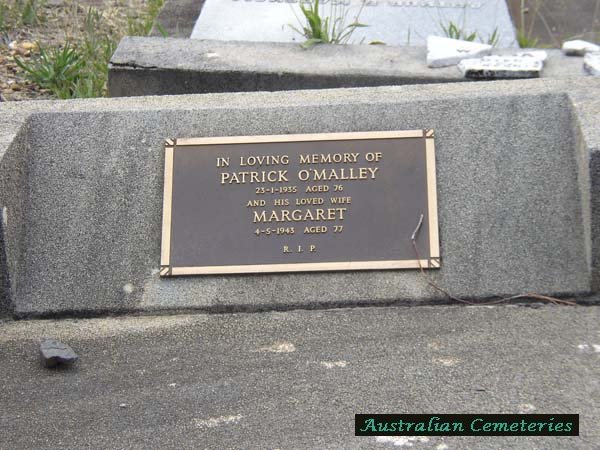 IN LOVING MEMORY OF
PATRICK O'MALLEY
23-1-1935 AGED 76
AND HIS LOVED WIFE
MARGARET
4-5-1943 AGED 77
R. I. P.
Australian Cemeteries